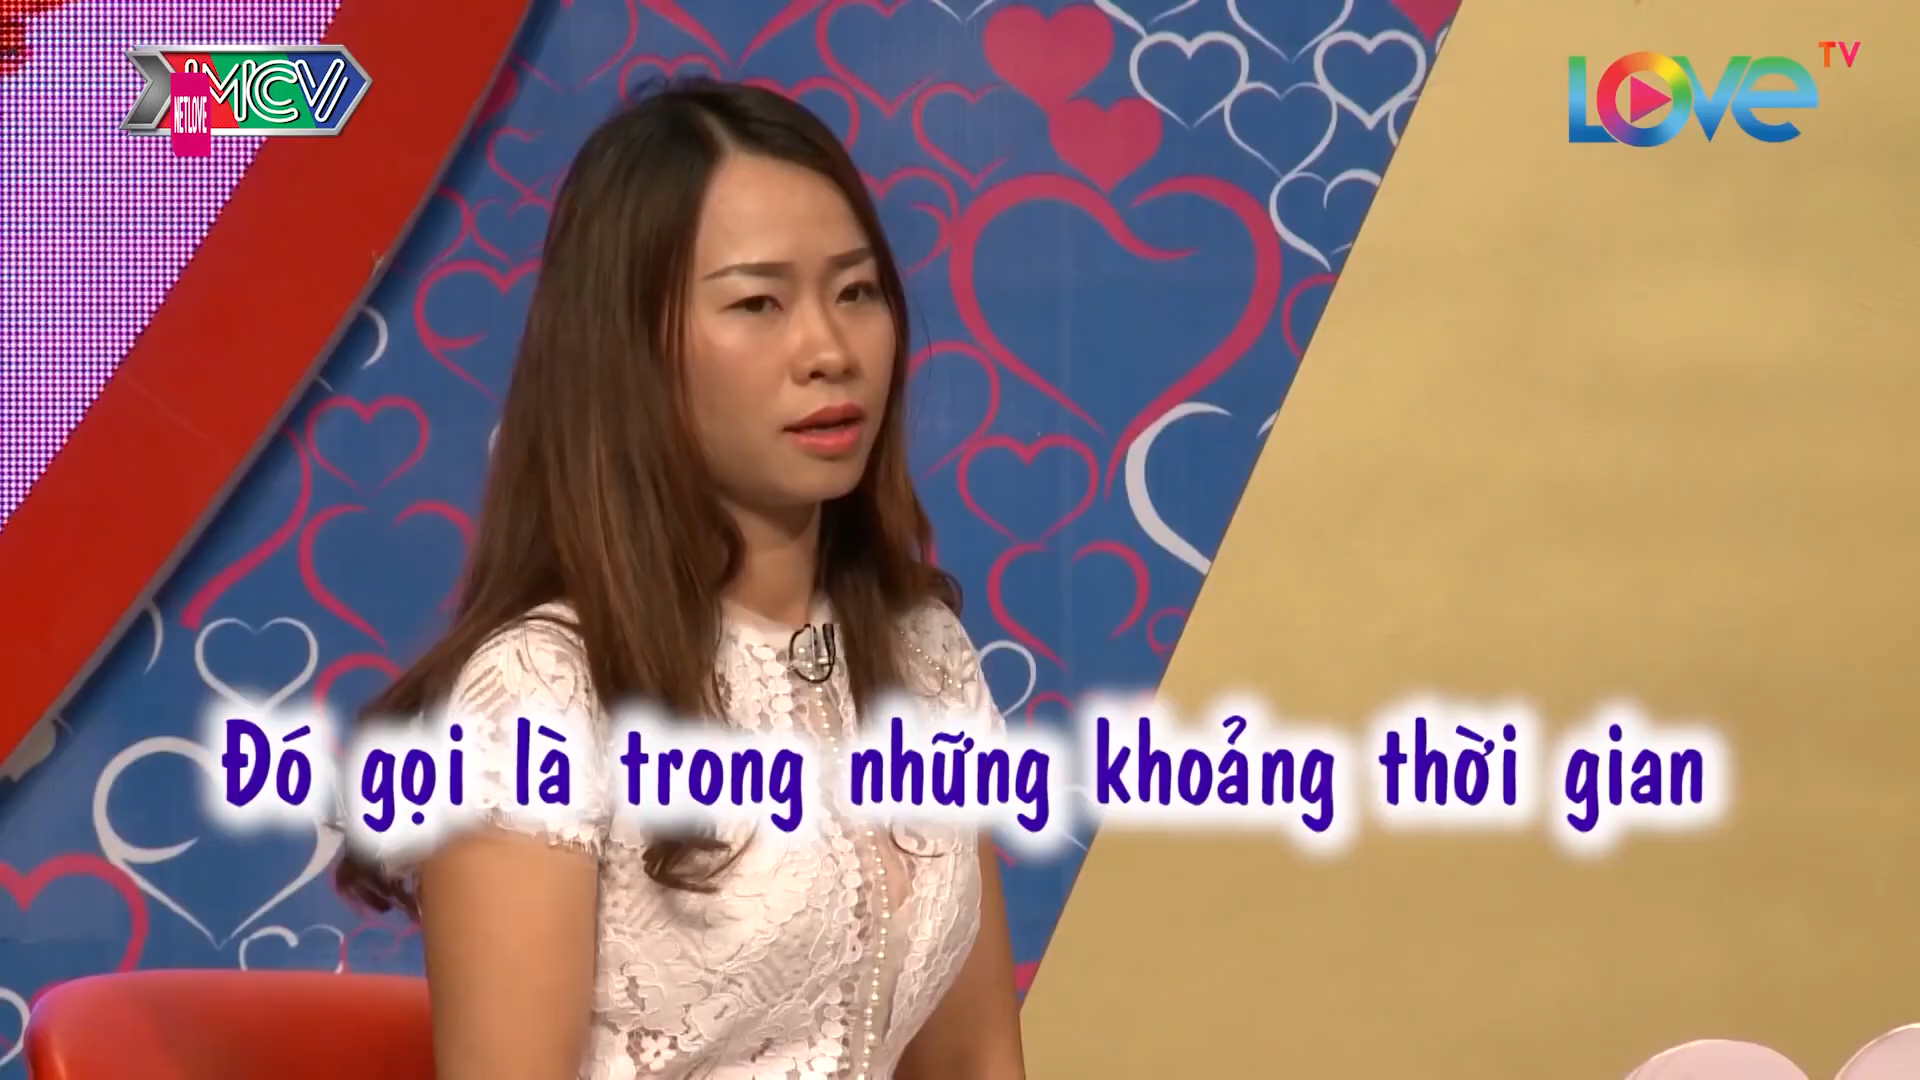 MCV
NETLOVE
LOVE TV
Đó gọi là trong những khoảng thời gian